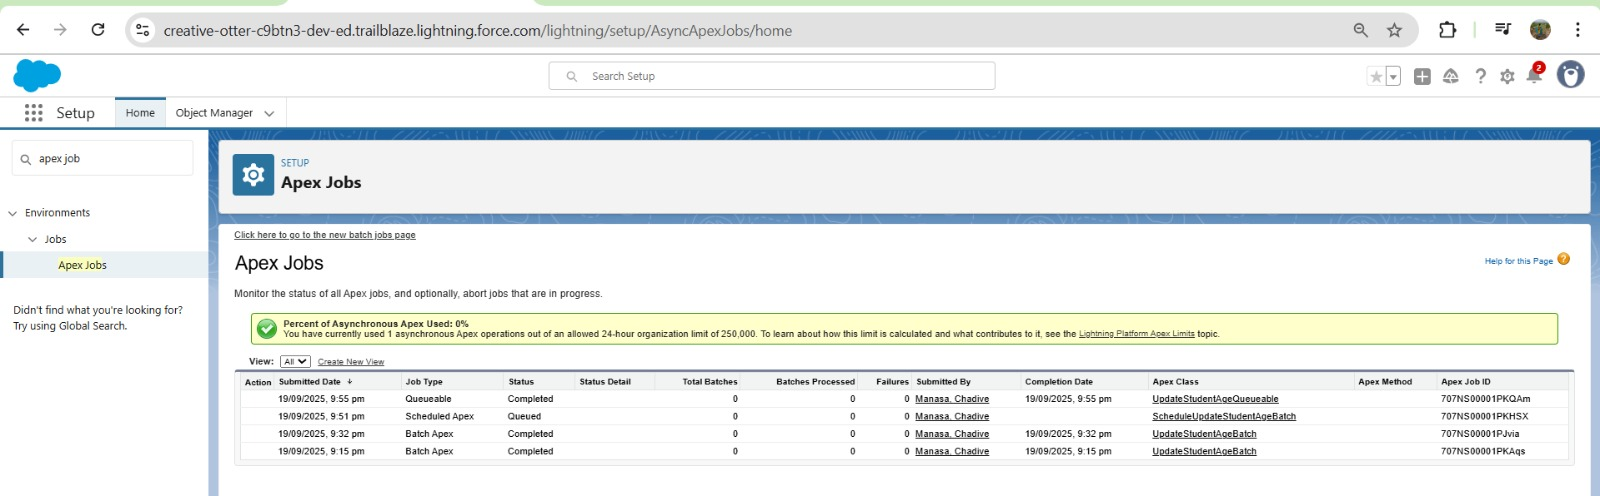 creative-otter-c9btn3-dev-ed.trailblaze.lightning.force.com/lightning/setup/AsyncApexJobs/home
Search Setup
2
Setup Home Object Manager
apex job
SETUP
Apex Jobs
Environments
Jobs
Apex Jobs
Didn't find what you're looking for?
Try using Global Search.
Click here to go to the new batch jobs page
Apex Jobs
Help for this Page ?
Monitor the status of all Apex jobs, and optionally, abort jobs that are in progress.
Percent of Asynchronous Apex Used: 0%
You have currently used 1 asynchronous Apex operations out of an allowed 24-hour organization limit of 250,000. To learn about how this limit is calculated and what contributes to it, see the Lightning Platform Apex Limits topic.
View: All Create New View
Action Submitted Date Job Type Status Status Detail Total Batches Batches Processed Failures Submitted By Completion Date Apex Class Apex Method Apex Job ID
19/09/2025, 9:55 pm Queueable Completed 0 0 0 Manasa, Chadive 19/09/2025, 9:55 pm UpdateStudentAgeQueueable 707NS00001PKQAm
19/09/2025, 9:51 pm Scheduled Apex Queued 0 0 0 Manasa, Chadive ScheduleUpdateStudentAgeBatch 707NS00001PKHSX
19/09/2025, 9:32 pm Batch Apex Completed 0 0 0 Manasa, Chadive 19/09/2025, 9:32 pm UpdateStudentAgeBatch 707NS00001PJvia
19/09/2025, 9:15 pm Batch Apex Completed 0 0 0 Manasa, Chadive 19/09/2025, 9:15 pm UpdateStudentAgeBatch 707NS00001PKAqs